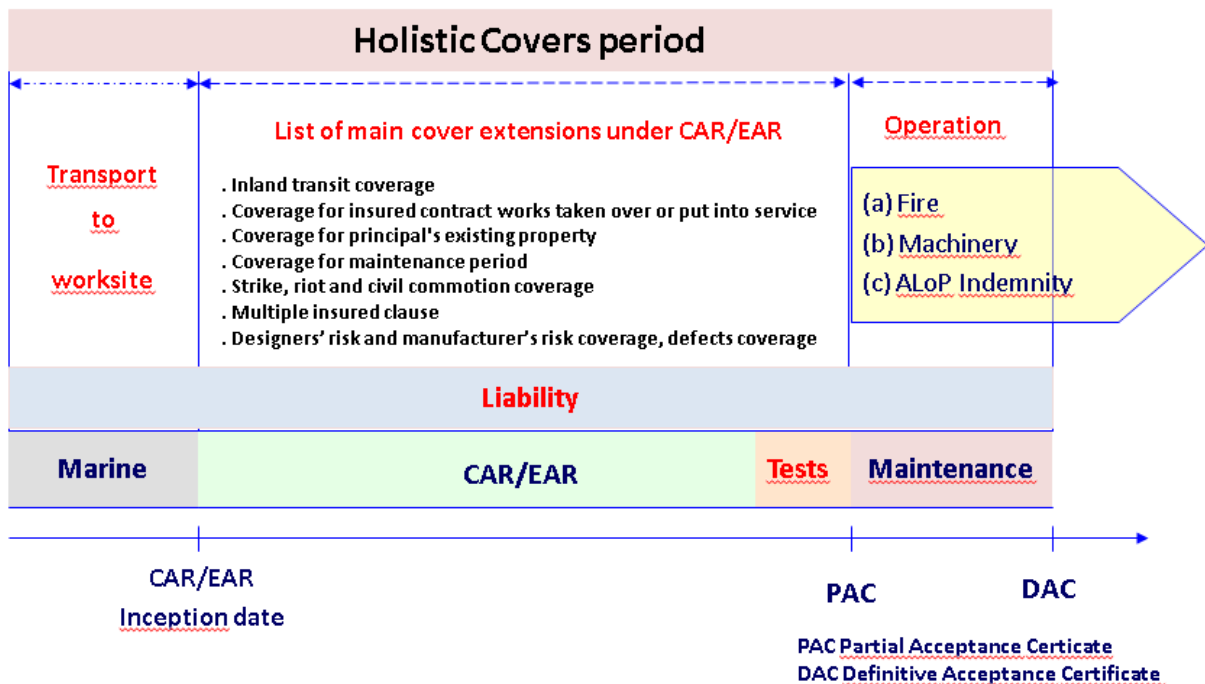 Holistic Covers period
List of main cover extensions under CAR/EAR
Operation
Transport
to
worksite
. Inland transit coverage
. Coverage for insured contract works taken over or put into service
. Coverage for principal's existing property
. Coverage for maintenance period
. Strike, riot and civil commotion coverage
. Multiple insured clause
. Designers’ risk and manufacturer’s risk coverage, defects coverage
(a) Fire
(b) Machinery
(c) ALoP Indemnity
Liability
Marine
CAR/EAR
Tests
Maintenance
CAR/EAR
Inception date
PAC
DAC
PAC Partial Acceptance Certicate
DAC Definitive Acceptance Certificate